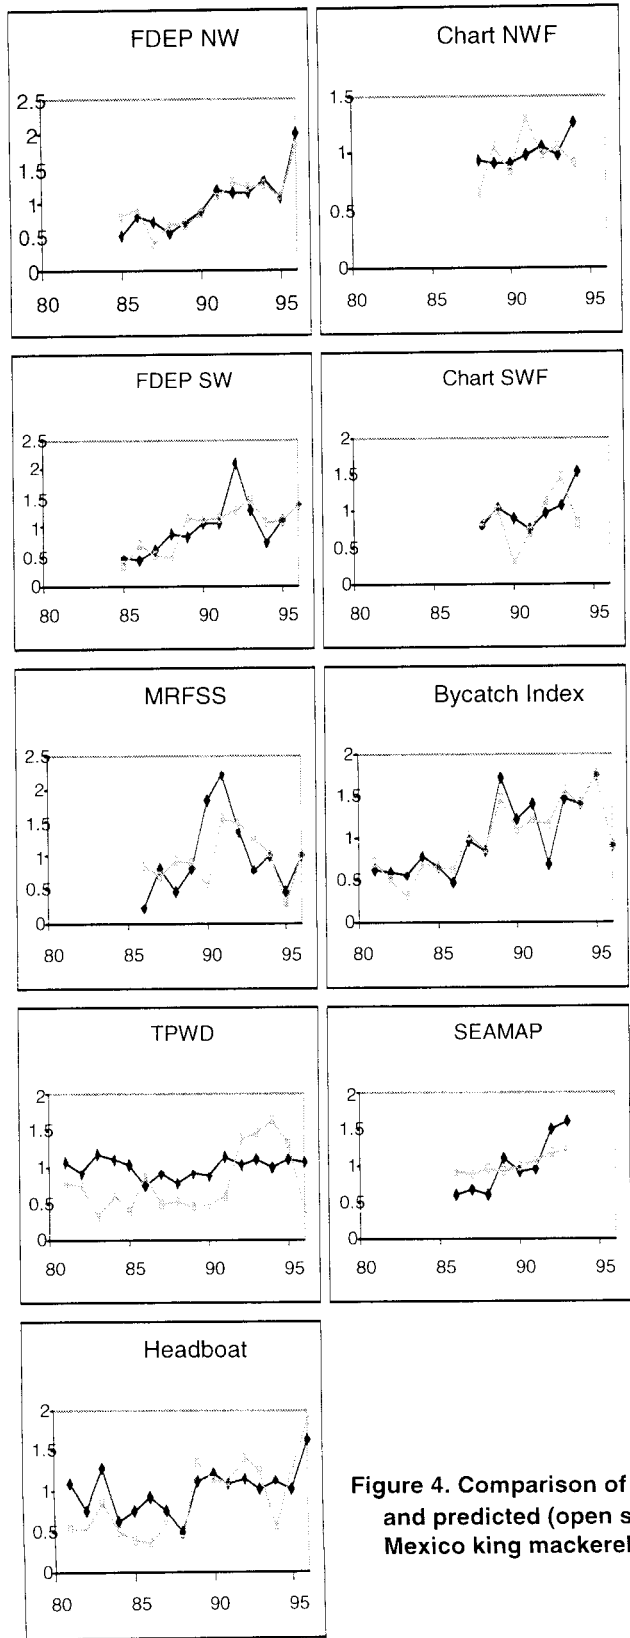 FDEP NW
2.5
2
1.5
1
0.5
0
80 85 90 95
Chart NWF
1.5
1
0.5
0
80 85 90 95
FDEP SW
2.5
2
1.5
1
0.5
0
80 85 90 95
Chart SWF
2
1.5
1
0.5
0
80 85 90 95
MRFSS
2.5
2
1.5
1
0.5
0
80 85 90 95
Bycatch Index
2
1.5
1
0.5
0
80 85 90 95
TPWD
2
1.5
1
0.5
0
80 85 90 95
SEAMAP
2
1.5
1
0.5
0
80 85 90 95
Headboat
2
1.5
1
0.5
0
80 85 90 95
Figure 4. Comparison of
and predicted (open s
Mexico king mackerel